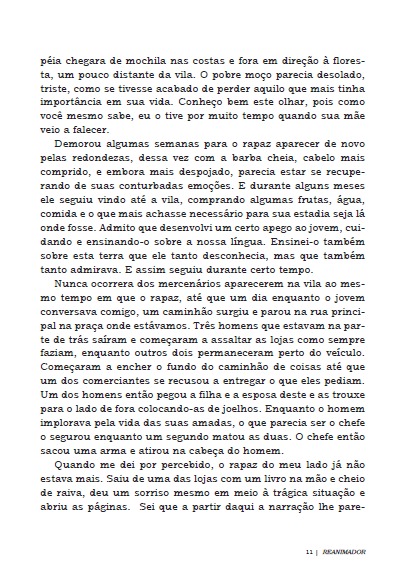 péia chegara de mochila nas costas e fora em direção à flores-
ta, um pouco distante da vila. O pobre moço parecia desolado,
triste, como se tivesse acabado de perder aquilo que mais tinha
importância em sua vida. Conheço bem este olhar, pois como
você mesmo sabe, eu o tive por muito tempo quando sua mãe
veio a falecer.
Demorou algumas semanas para o rapaz aparecer de novo
pelas redondezas, dessa vez com a barba cheia, cabelo mais
comprido, e embora mais despojado, parecia estar se recupe-
rando de suas conturbadas emoções. E durante alguns meses
ele seguiu vindo até a vila, comprando algumas frutas, água,
comida e o que mais achasse necessário para sua estadia seja lá
onde fosse. Admito que desenvolvi um certo apego ao jovem, cui-
dando e ensinando-o sobre a nossa língua. Ensinei-o também
sobre esta terra que ele tanto desconhecia, mas que também
tanto admirava. E assim seguiu durante certo tempo.
Nunca ocorrera dos mercenários aparecerem na vila ao mes-
mo tempo em que o rapaz, até que um dia enquanto o jovem
conversava comigo, um caminhão surgiu e parou na rua princi-
pal na praça onde estávamos. Três homens que estavam na par-
te de trás saíram e começaram a assaltar as lojas como sempre
faziam, enquanto outros dois permaneceram perto do veículo.
Começaram a encher o fundo do caminhão de coisas até que
um dos comerciantes se recusou a entregar o que eles pediam.
Um dos homens então pegou a filha e a esposa deste e as trouxe
para o lado de fora colocando-as de joelhos. Enquanto o homem
implorava pela vida das suas amadas, o que parecia ser o chefe
o segurou enquanto um segundo matou as duas. O chefe então
sacou uma arma e atirou na cabeça do homem.
Quando me dei por percebido, o rapaz do meu lado já não
estava mais. Saiu de uma das lojas com um livro na mão e cheio
de raiva, deu um sorriso mesmo em meio à trágica situação e
abriu as páginas. Sei que a partir daqui a narração lhe pare-
11 | REANIMADOR